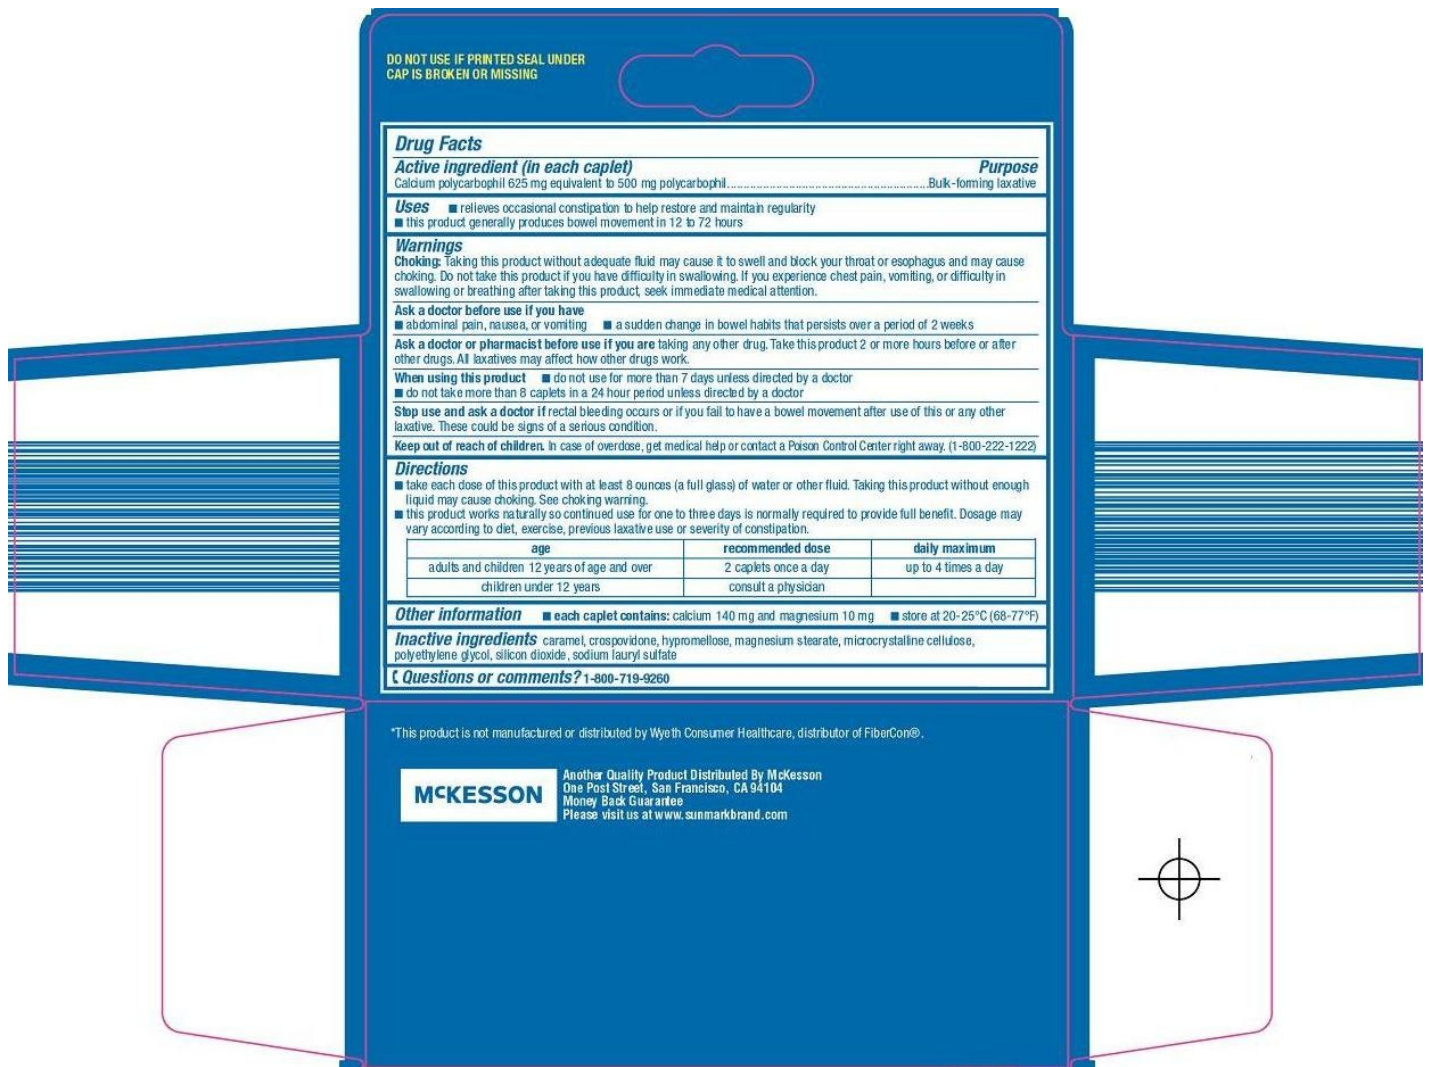 DO NOT USE IF PRINTED SEAL UNDER
CAP IS BROKEN OR MISSING
Drug Facts
Active ingredient (in each caplet) Purpose
Calcium polycarbophil 625 mg equivalent to 500 mg polycarbophil......................................................................Bulk-forming laxative
Uses ■ relieves occasional constipation to help restore and maintain regularity
■ this product generally produces bowel movement in 12 to 72 hours
Warnings
Choking: Taking this product without adequate fluid may cause it to swell and block your throat or esophagus and may cause
choking. Do not take this product if you have difficulty in swallowing. If you experience chest pain, vomiting, or difficulty in
swallowing or breathing after taking this product, seek immediate medical attention.
Ask a doctor before use if you have
■ abdominal pain, nausea, or vomiting ■ a sudden change in bowel habits that persists over a period of 2 weeks
Ask a doctor or pharmacist before use if you are taking any other drug. Take this product 2 or more hours before or after
other drugs. All laxatives may affect how other drugs work.
When using this product ■ do not use for more than 7 days unless directed by a doctor
■ do not take more than 8 caplets in a 24 hour period unless directed by a doctor
Stop use and ask a doctor if rectal bleeding occurs or if you fail to have a bowel movement after use of this or any other
laxative. These could be signs of a serious condition.
Keep out of reach of children. In case of overdose, get medical help or contact a Poison Control Center right away. (1-800-222-1222)
Directions
■ take each dose of this product with at least 8 ounces (a full glass) of water or other fluid. Taking this product without enough
liquid may cause choking. See choking warning.
■ this product works naturally so continued use for one to three days is normally required to provide full benefit. Dosage may
vary according to diet, exercise, previous laxative use or severity of constipation.
age recommended dose daily maximum
adults and children 12 years of age and over 2 caplets once a day up to 4 times a day
children under 12 years consult a physician
Other information ■ each caplet contains: calcium 140 mg and magnesium 10 mg ■ store at 20-25°C (68-77°F)
Inactive ingredients caramel, crospovidone, hypromellose, magnesium stearate, microcrystalline cellulose,
polyethylene glycol, silicon dioxide, sodium lauryl sulfate
Questions or comments? 1-800-719-9260
*This product is not manufactured or distributed by Wyeth Consumer Healthcare, distributor of FiberCon®.
MCKESSON
Another Quality Product Distributed By McKesson
One Post Street, San Francisco, CA 94104
Money Back Guarantee
Please visit us at www.sunmarkbrand.com